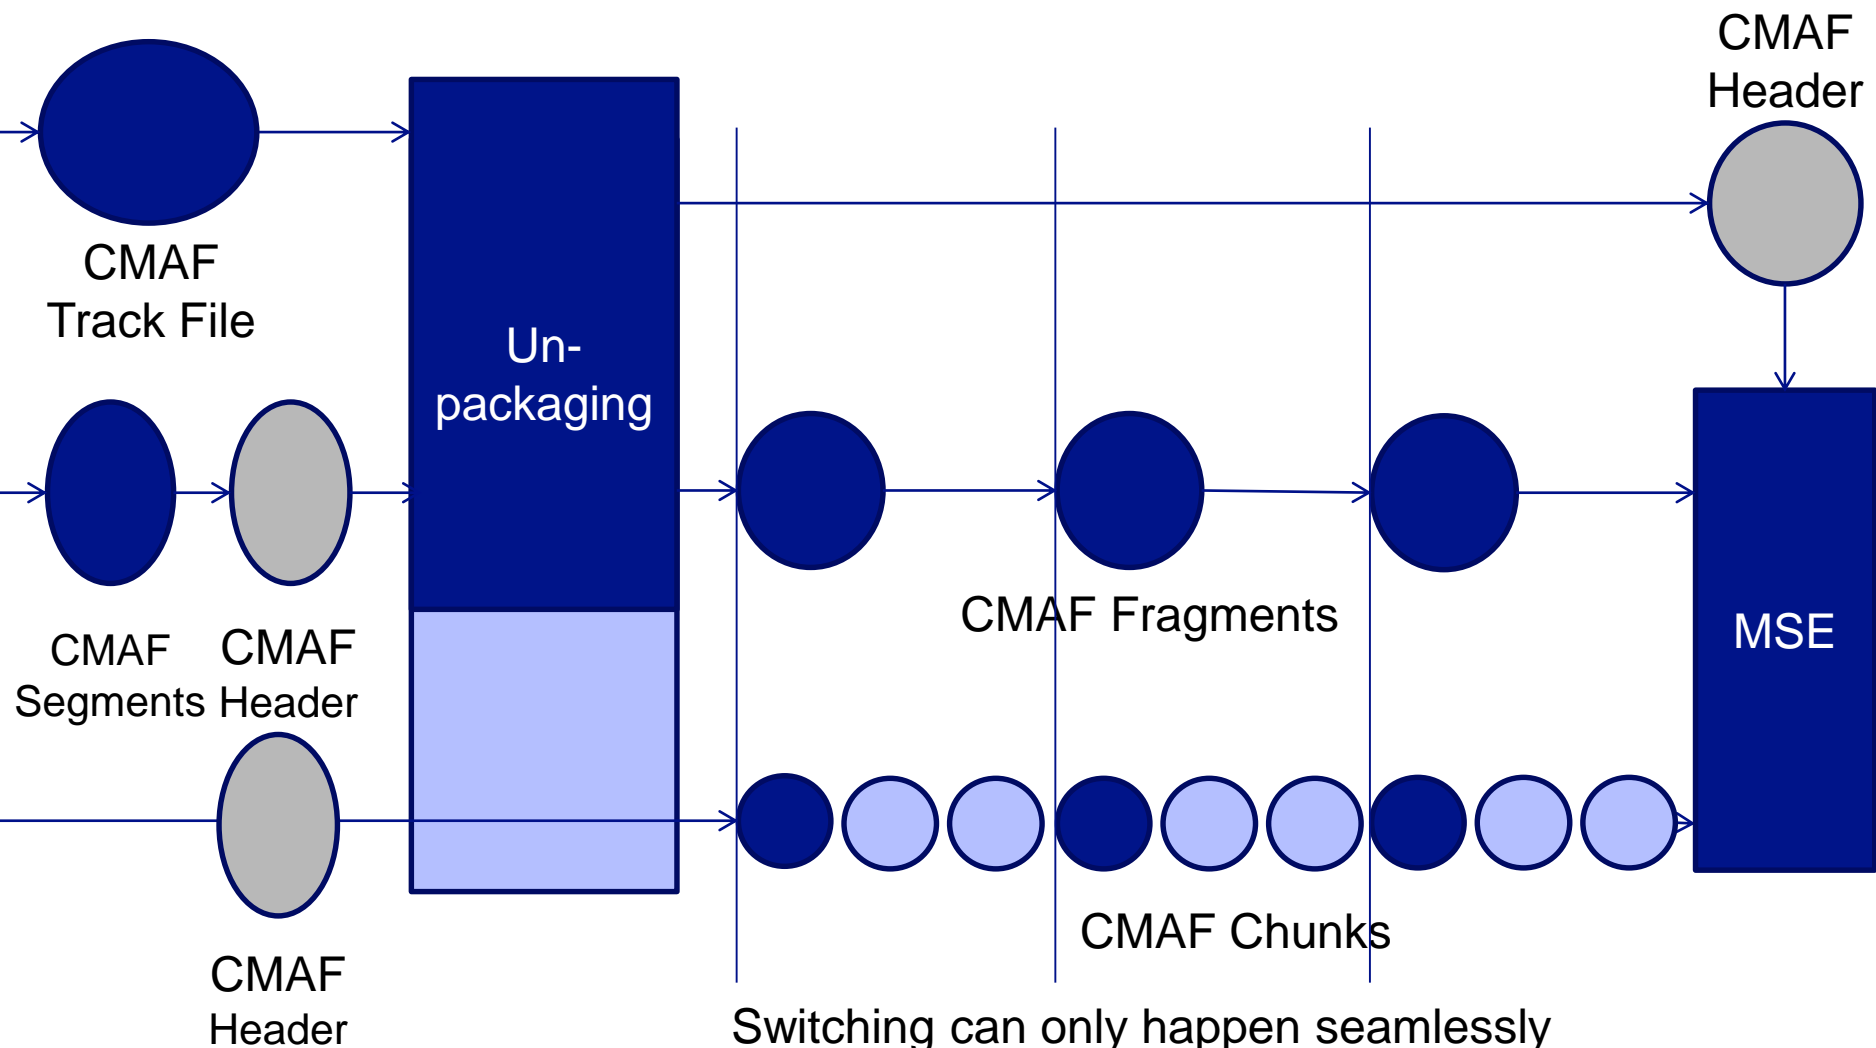 CMAF
Header
CMAF
Track File
Un-
packaging
CMAF
Segments
CMAF
Header
CMAF Fragments
MSE
CMAF Chunks
CMAF
Header
Switching can only happen seamlessly